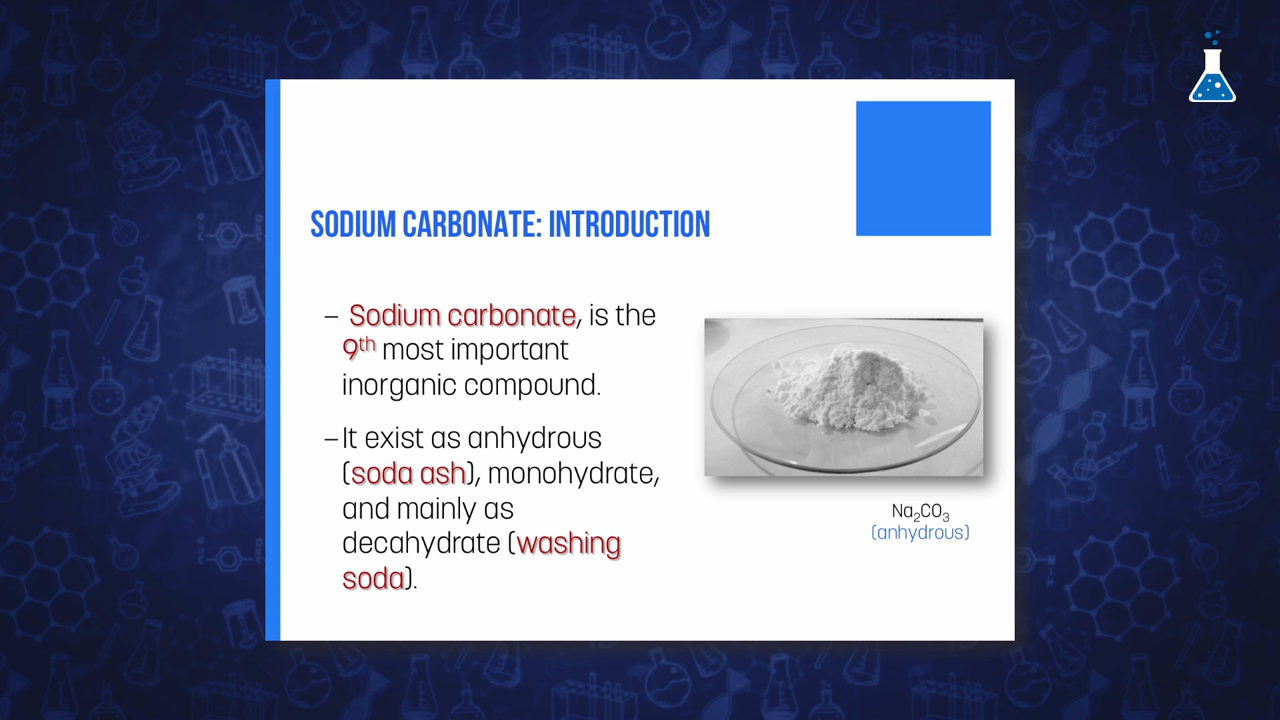 SODIUM CARBONATE: INTRODUCTION
– Sodium carbonate, is the
9th most important
inorganic compound.
– It exist as anhydrous
(soda ash), monohydrate,
and mainly as
decahydrate (washing
soda).
Na₂CO₃
(anhydrous)